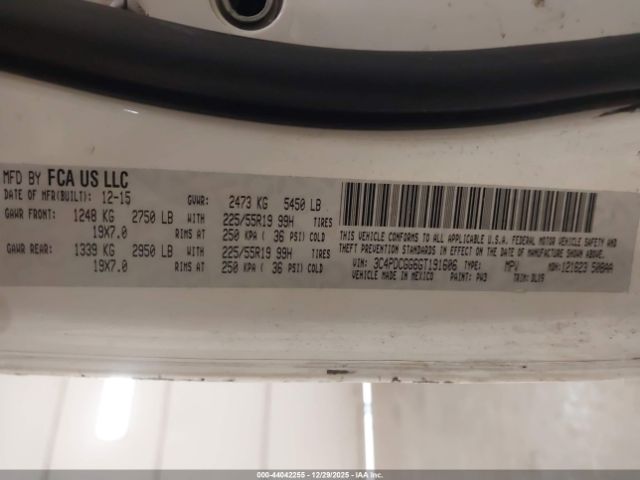 MFD BY FCA US LLC
DATE OF MFR(BUILT): 12-15 GVWR: 2473 KG 5450 LB
GAWR FRONT: 1248 KG 2750 LB WITH 225/55R19 99H TIRES
19X7.0 RIMS AT 250 KPA ( 36 PSI) COLD
GAWR REAR: 1339 KG 2950 LB WITH 225/55R19 99H TIRES
19X7.0 RIMS AT 250 KPA ( 36 PSI) COLD
THIS VEHICLE CONFORMS TO ALL APPLICABLE U.S.A. FEDERAL MOTOR VEHICLE SAFETY AND
THEFT PREVENTION STANDARDS IN EFFECT ON THE DATE OF MANUFACTURE SHOWN ABOVE.
VIN: 3C4PDCGG6GT191606 TYPE: MPV MDH: 121623 508AA
VEHICLE MADE IN MEXICO PAINT: PW3 TRIM: DLX9
000-44042255 - 12/29/2025 - IAA Inc.